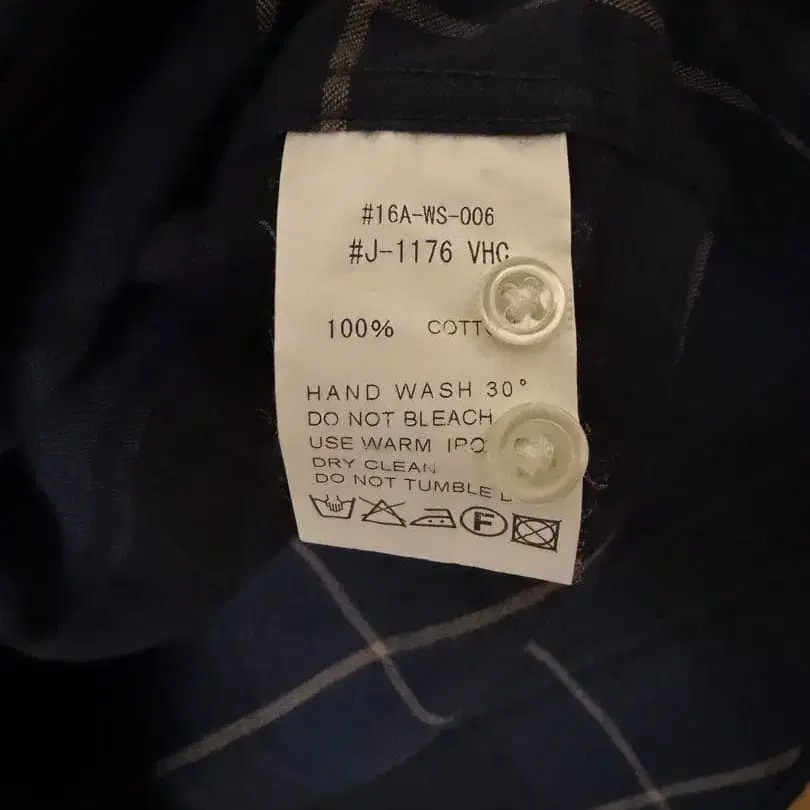 #16A-WS-006
#J-1176 VHC
100% COTT
HAND WASH 30°
DO NOT BLEACH
USE WARM IRO
DRY CLEAN
DO NOT TUMBLE D
F